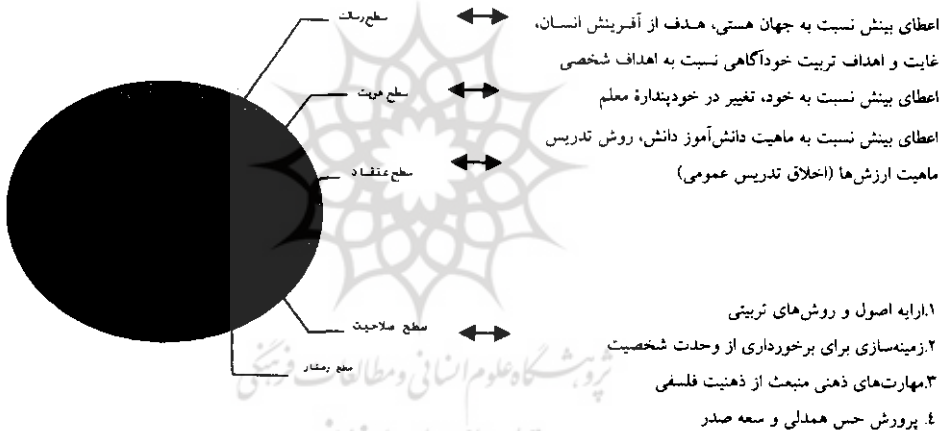 اعطای بینش نسبت به جهان هستی، هدف از آفرینش انسان،
غایت و اهداف تربیت خودآگاهی نسبت به اهداف شخصی
اعطای بینش نسبت به خود، تغییر در خودپندارهٔ معلم
اعطای بینش نسبت به ماهیت دانش‌آموز دانش، روش تدریس
ماهیت ارزش‌ها (اخلاق تدریس عمومی)
سطح رسالت
سطح هویت
سطح عتقاد
سطح صلاحیت
سطح رفتار
۱.ارایه اصول و روش‌های تربیتی
۲.زمینه‌سازی برای برخورداری از وحدت شخصیت
۳.مهارت‌های ذهنی منبعث از ذهنیت فلسفی
٤. پرورش حس همدلی و سعه صدر
پژوهشگاه علوم انسانی و مطالعات فرهنگی